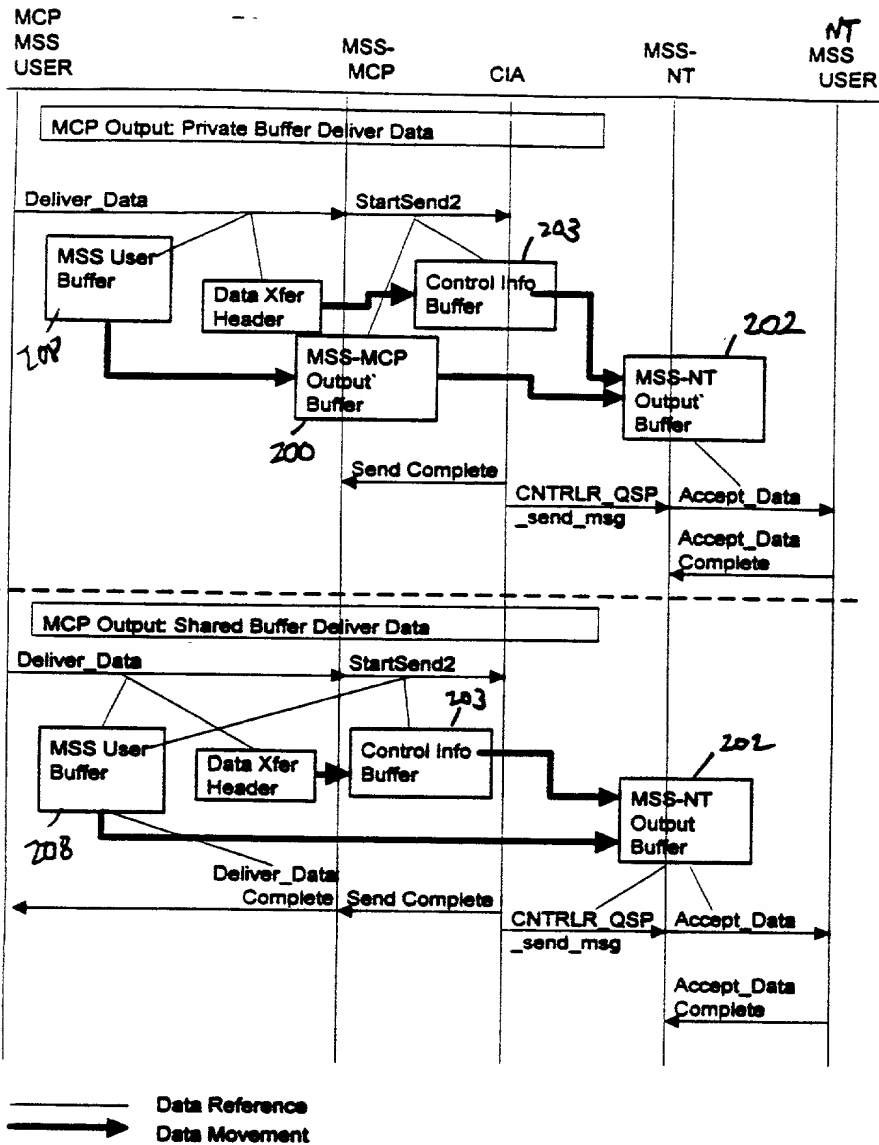 MCP
MSS
USER
MSS-
MCP
CIA
MSS-
NT
NT
MSS
USER
MCP Output: Private Buffer Deliver Data
Deliver_Data
StartSend2
203
MSS User
Buffer
Data Xfer
Header
Control Info
Buffer
208
202
MSS-MCP
Output`
Buffer
MSS-NT
Output`
Buffer
200
Send Complete
CNTRLR_QSP
_send_msg
Accept_Data
Accept_Data
Complete
MCP Output: Shared Buffer Deliver Data
Deliver_Data
StartSend2
203
MSS User
Buffer
Data Xfer
Header
Control Info
Buffer
202
MSS-NT
Output
Buffer
208
Deliver_Data
Complete
Send Complete
CNTRLR_QSP
_send_msg
Accept_Data
Accept_Data
Complete
Data Reference
Data Movement